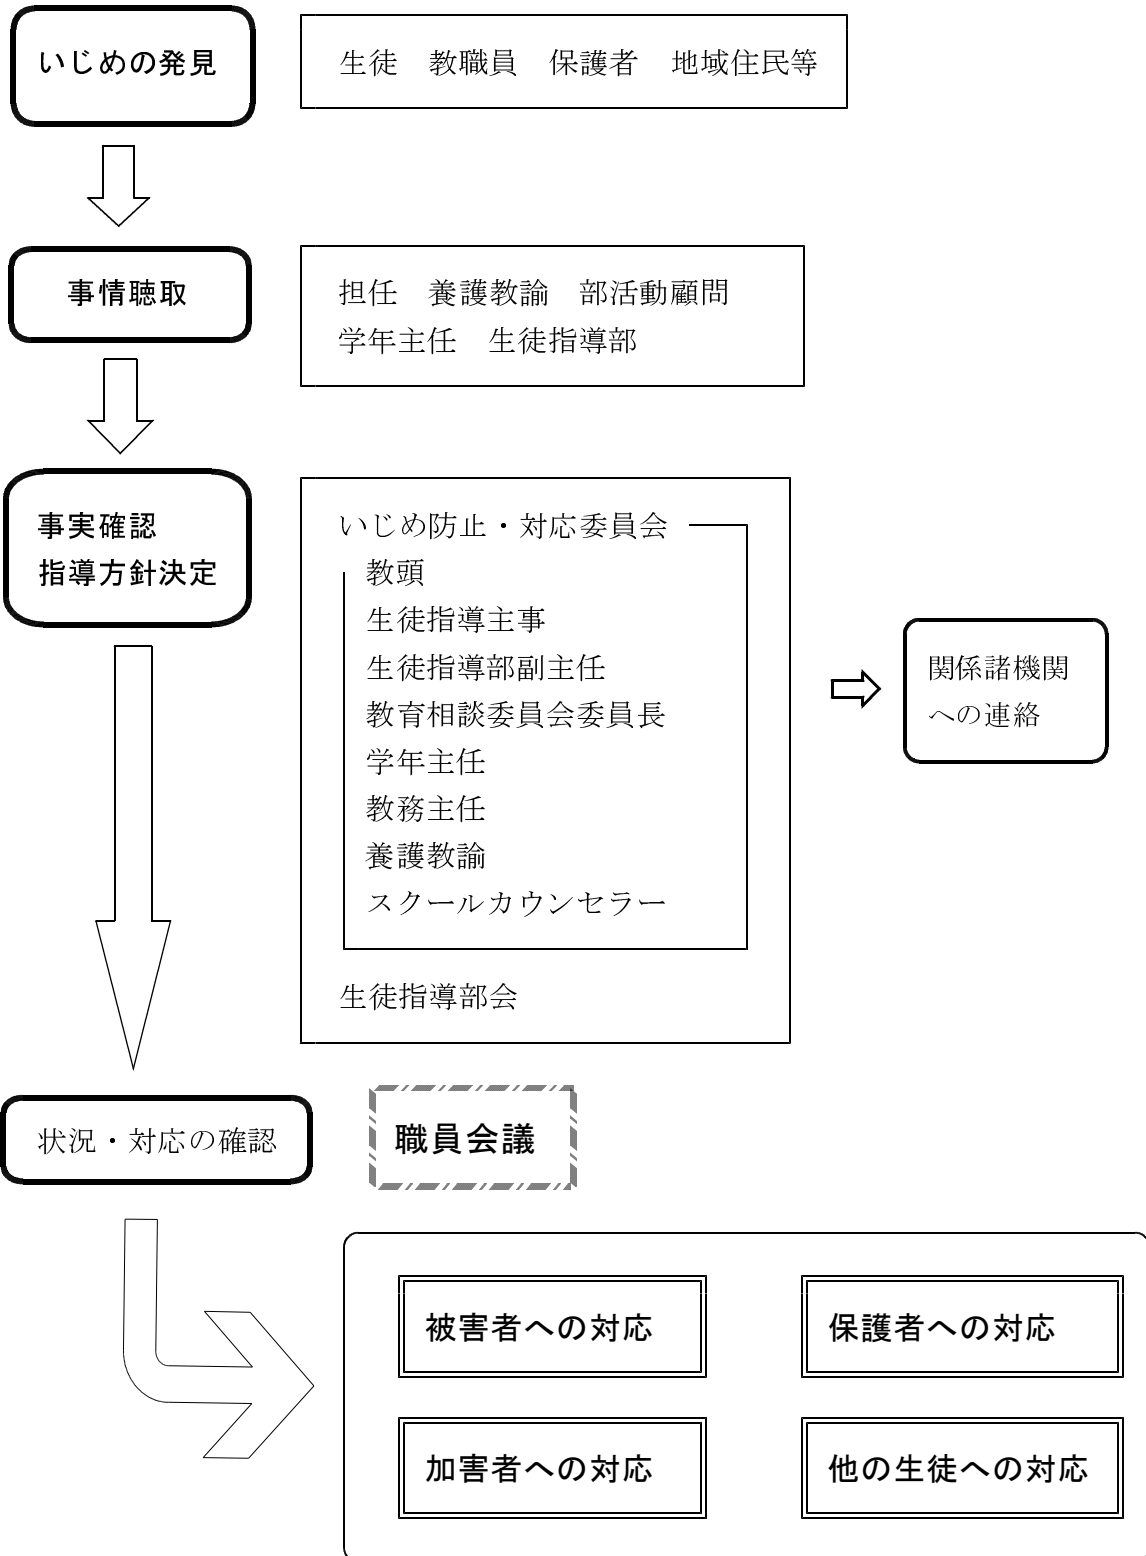 いじめの発見
生徒　教職員　保護者　地域住民等
事情聴取
担任　養護教諭　部活動顧問
学年主任　生徒指導部
事実確認
指導方針決定
いじめ防止・対応委員会
教頭
生徒指導主事
生徒指導部副主任
教育相談委員会委員長
学年主任
教務主任
養護教諭
スクールカウンセラー
生徒指導部会
関係諸機関
への連絡
状況・対応の確認
職員会議
被害者への対応
保護者への対応
加害者への対応
他の生徒への対応